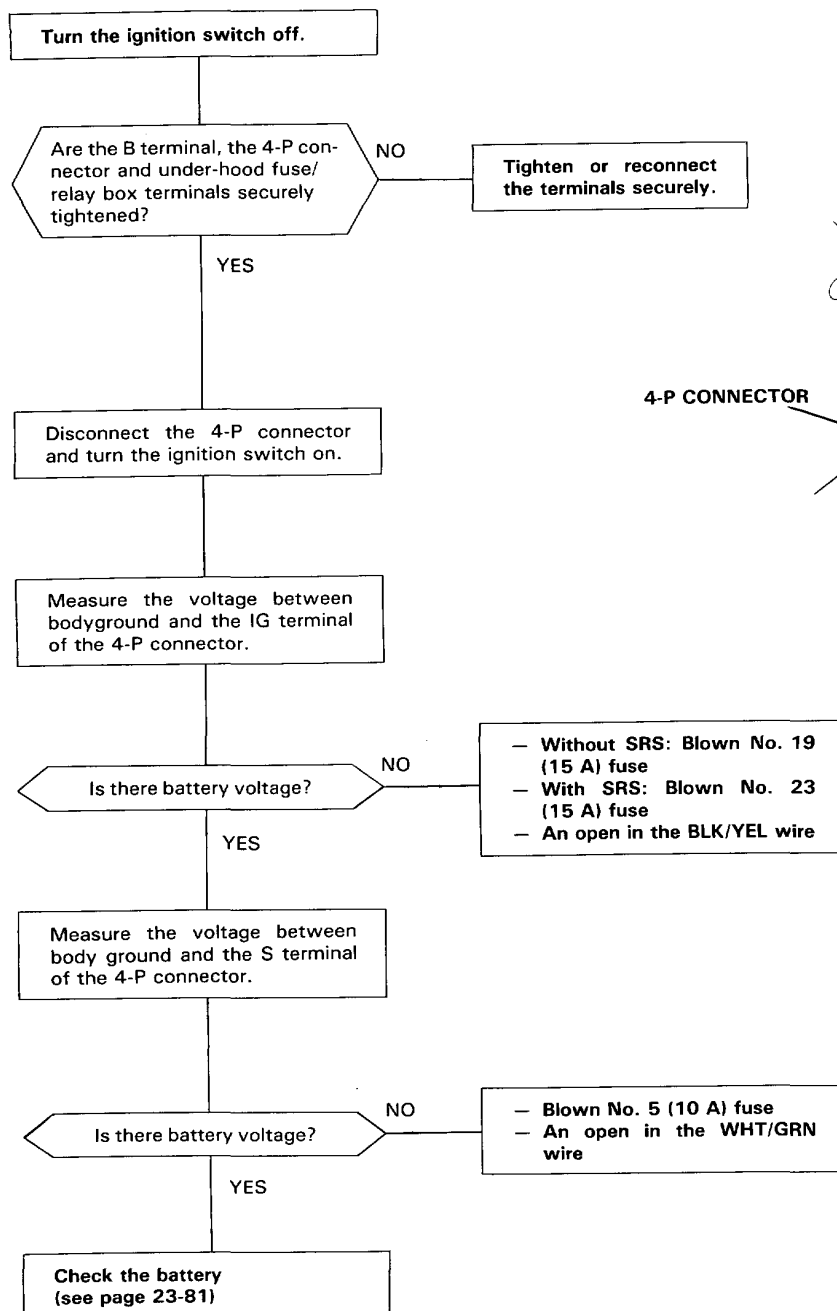 Turn the ignition switch off.
Are the B terminal, the 4-P con-
nector and under-hood fuse/
relay box terminals securely
tightened?
NO
Tighten or reconnect
the terminals securely.
YES
4-P CONNECTOR
Disconnect the 4-P connector
and turn the ignition switch on.
Measure the voltage between
bodyground and the IG terminal
of the 4-P connector.
Is there battery voltage?
NO
— Without SRS: Blown No. 19
(15 A) fuse
— With SRS: Blown No. 23
(15 A) fuse
— An open in the BLK/YEL wire
YES
Measure the voltage between
body ground and the S terminal
of the 4-P connector.
Is there battery voltage?
NO
— Blown No. 5 (10 A) fuse
— An open in the WHT/GRN
wire
YES
Check the battery
(see page 23-81)